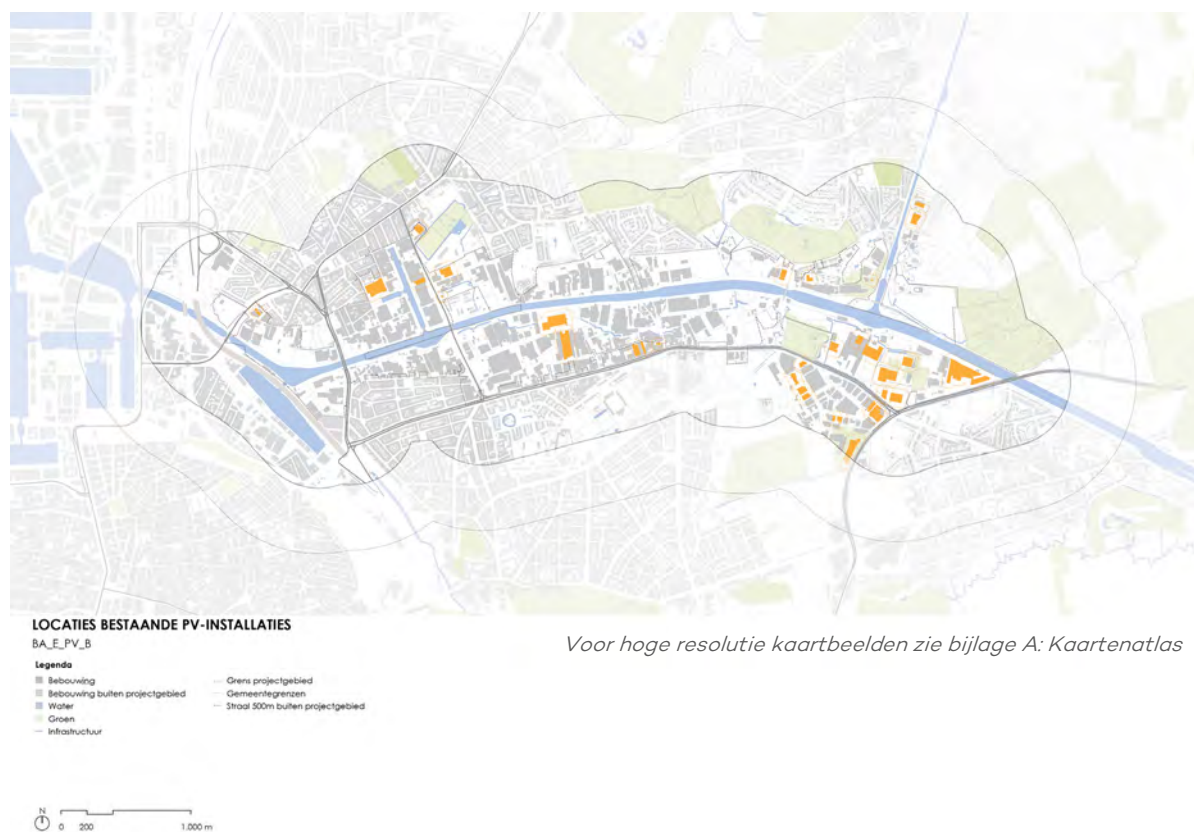 LOCATIES BESTAANDE PV-INSTALLATIES
BA_E_PV_B
Voor hoge resolutie kaartbeelden zie bijlage A: Kaartenatlas
Legenda
Bebouwing
Bebouwing buiten projectgebied
Water
Groen
Infrastructuur
Grens projectgebied
Gemeentegrenzen
Straal 500m buiten projectgebied
N
0 200 1.000 m